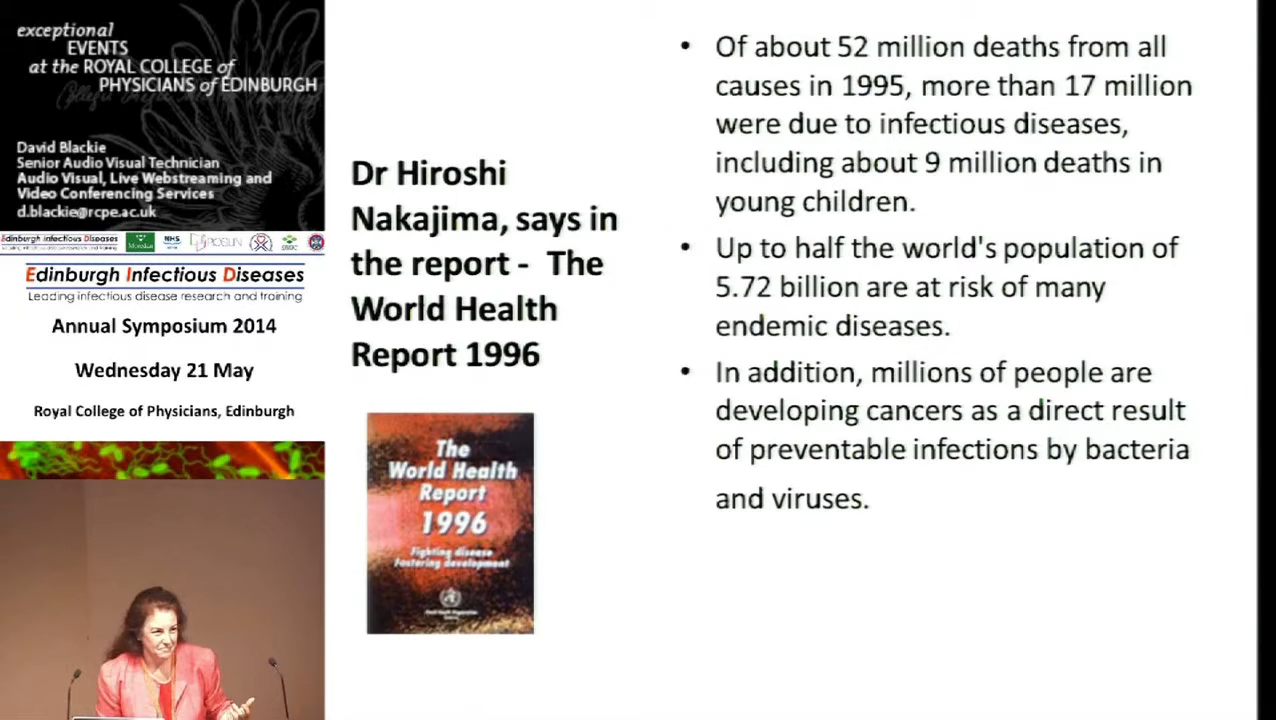 exceptional
EVENTS
at the ROYAL COLLEGE of
PHYSICIANS of EDINBURGH
David Blackie
Senior Audio Visual Technician
Audio Visual, Live Webstreaming and
Video Conferencing Services
d.blackie@rcpe.ac.uk
Edinburgh Infectious Diseases
NHS
Edinburgh Infectious Diseases
Leading infectious disease research and training
Annual Symposium 2014
Wednesday 21 May
Royal College of Physicians, Edinburgh
Dr Hiroshi
Nakajima, says in
the report - The
World Health
Report 1996
The
World Health
Report
1996
Fighting disease
Fostering development
• Of about 52 million deaths from all
causes in 1995, more than 17 million
were due to infectious diseases,
including about 9 million deaths in
young children.
• Up to half the world's population of
5.72 billion are at risk of many
endemic diseases.
• In addition, millions of people are
developing cancers as a direct result
of preventable infections by bacteria
and viruses.